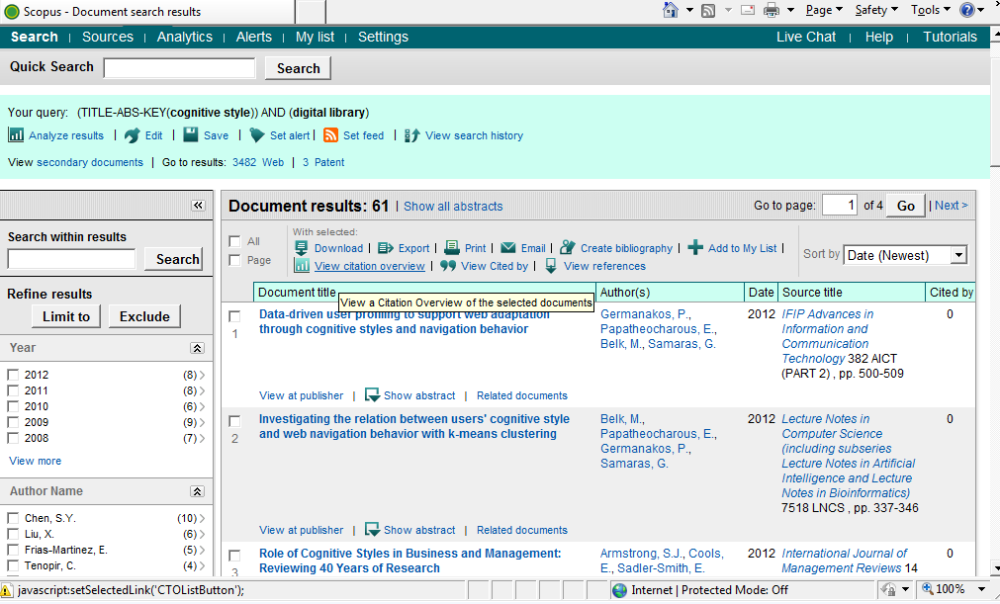 Scopus - Document search results
Page Safety Tools
Search | Sources | Analytics | Alerts | My list | Settings Live Chat | Help | Tutorials
Quick Search Search
Your query: (TITLE-ABS-KEY(cognitive style)) AND (digital library)
Analyze results | Edit | Save | Set alert | Set feed | View search history
View secondary documents | Go to results: 3482 Web | 3 Patent
«
Search within results
Search
Refine results
Limit to Exclude
Year
2012 (8)
2011 (8)
2010 (6)
2009 (9)
2008 (7)
View more
Author Name
Chen, S.Y. (10)
Liu, X. (6)
Frias-Martinez, E. (5)
Tenopir, C. (4)
Document results: 61 | Show all abstracts Go to page: 1 of 4 Go | Next >
All
Page
With selected:
Download | Export | Print | Email | Create bibliography | Add to My List |
View citation overview | View Cited by | View references
Sort by Date (Newest)
Document title Author(s) Date Source title Cited by
View a Citation Overview of the selected documents
1
Data-driven user profiling to support web adaptation
through cognitive styles and navigation behavior
Germanakos, P.,
Papatheocharous, E.,
Belk, M., Samaras, G.
2012
IFIP Advances in
Information and
Communication
Technology 382 AICT
(PART 2) , pp. 500-509
0
View at publisher | Show abstract | Related documents
2
Investigating the relation between users' cognitive style
and web navigation behavior with k-means clustering
Belk, M.,
Papatheocharous, E.,
Germanakos, P.,
Samaras, G.
2012
Lecture Notes in
Computer Science
(including subseries
Lecture Notes in Artificial
Intelligence and Lecture
Notes in Bioinformatics)
7518 LNCS , pp. 337-346
0
View at publisher | Show abstract | Related documents
3
Role of Cognitive Styles in Business and Management:
Reviewing 40 Years of Research
Armstrong, S.J., Cools,
E., Sadler-Smith, E.
2012
International Journal of
Management Reviews 14
0
javascript:setSelectedLink('CTOListButton'); Internet | Protected Mode: Off 100%